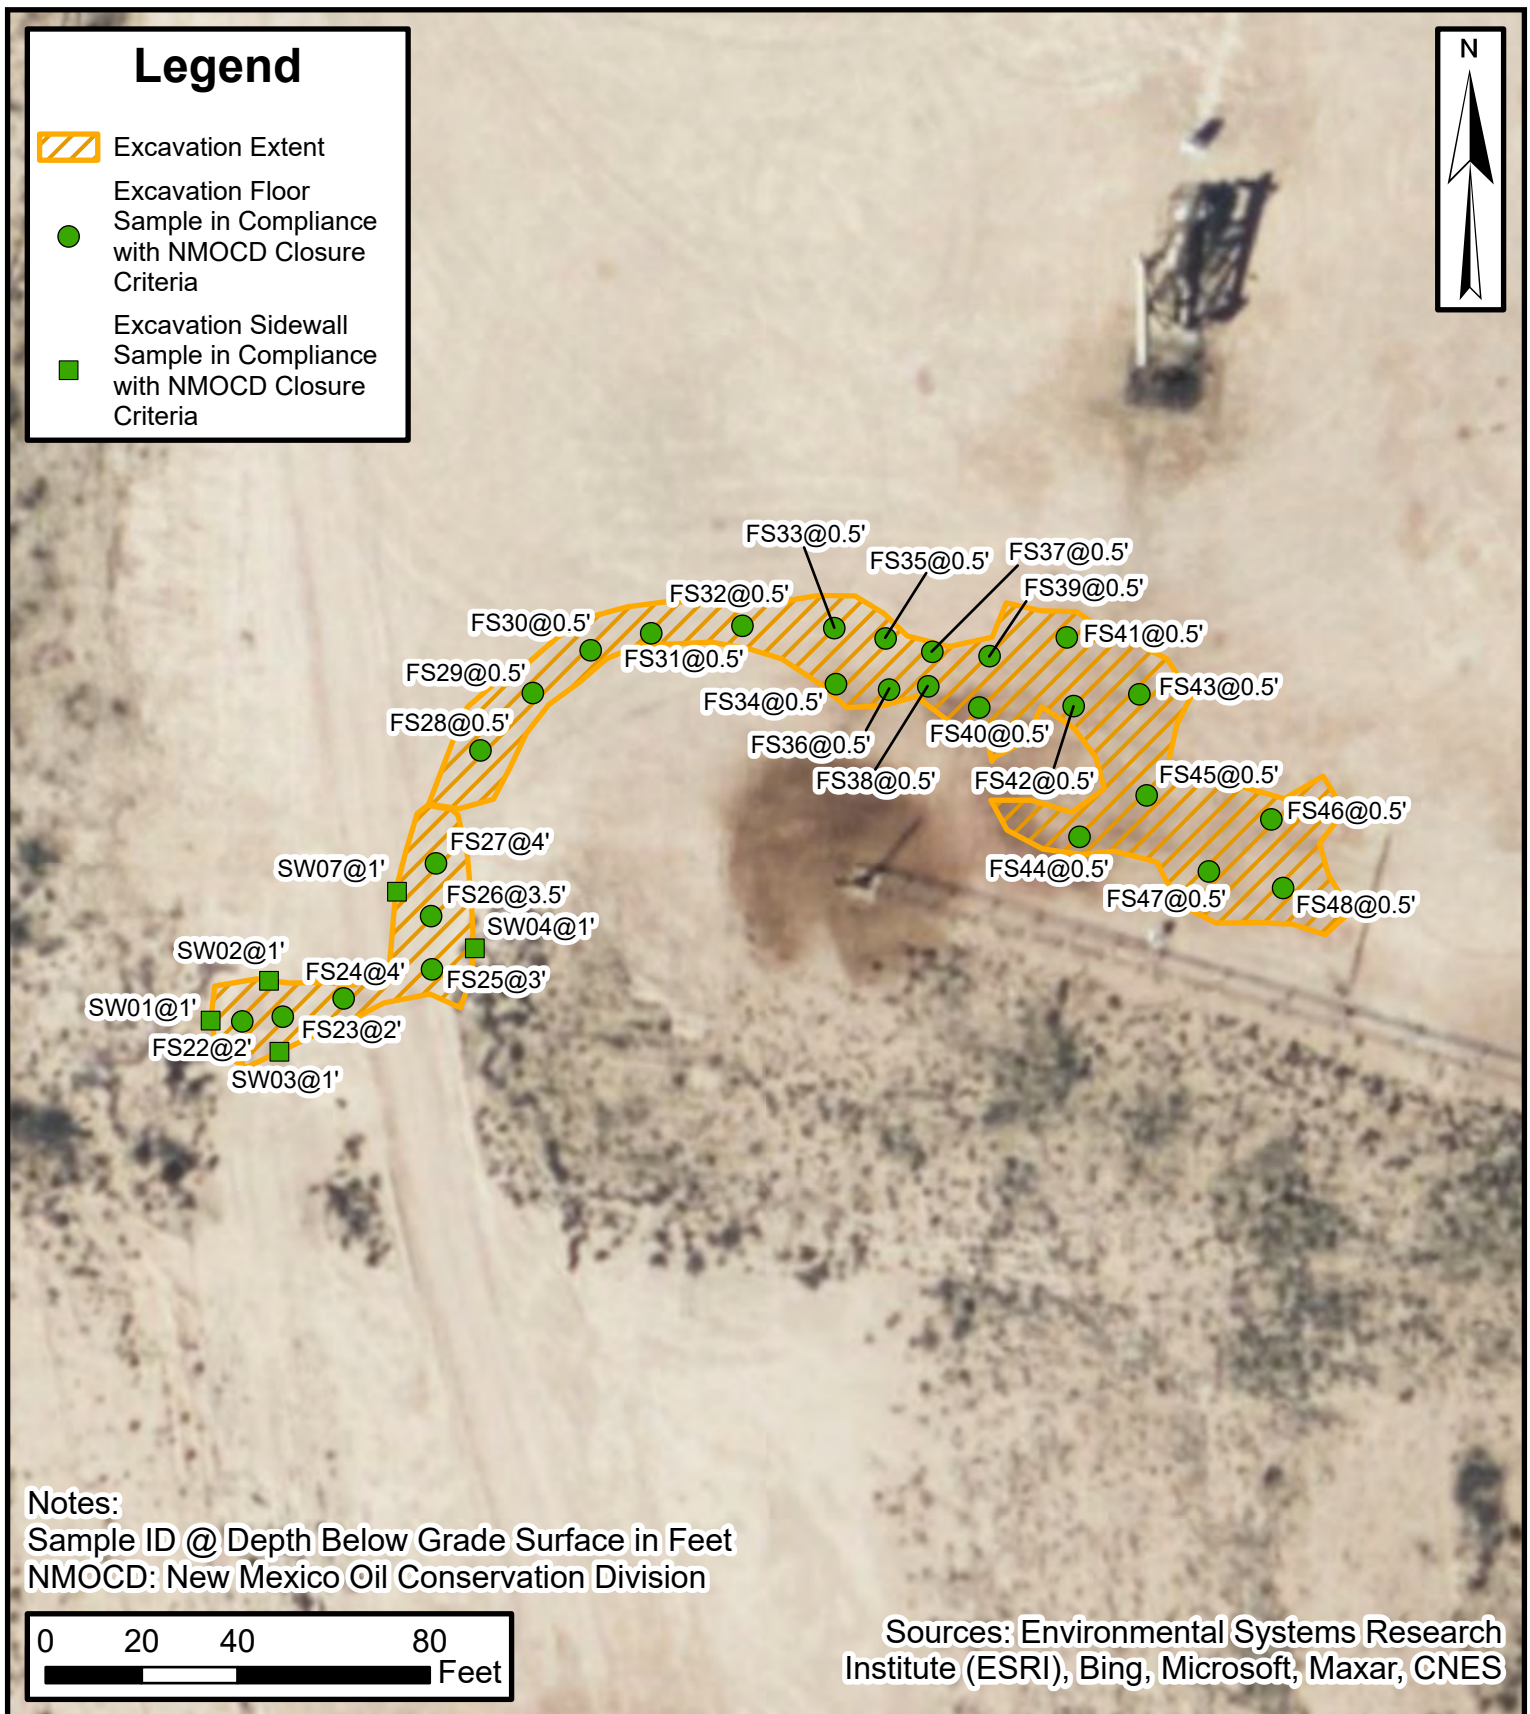 Legend
Excavation Extent
Excavation Floor
Sample in Compliance
with NMOCD Closure
Criteria
Excavation Sidewall
Sample in Compliance
with NMOCD Closure
Criteria
N
FS33@0.5'
FS35@0.5'
FS37@0.5'
FS39@0.5'
FS32@0.5'
FS30@0.5'
FS41@0.5'
FS31@0.5'
FS29@0.5'
FS43@0.5'
FS34@0.5'
FS28@0.5'
FS40@0.5'
FS36@0.5'
FS38@0.5'
FS42@0.5'
FS45@0.5'
FS46@0.5'
FS27@4'
SW07@1'
FS44@0.5'
FS26@3.5'
FS47@0.5'
FS48@0.5'
SW04@1'
SW02@1'
FS24@4'
FS25@3'
SW01@1'
FS23@2'
FS22@2'
SW03@1'
Notes:
Sample ID @ Depth Below Grade Surface in Feet
NMOCD: New Mexico Oil Conservation Division
0 20 40 80
Feet
Sources: Environmental Systems Research
Institute (ESRI), Bing, Microsoft, Maxar, CNES